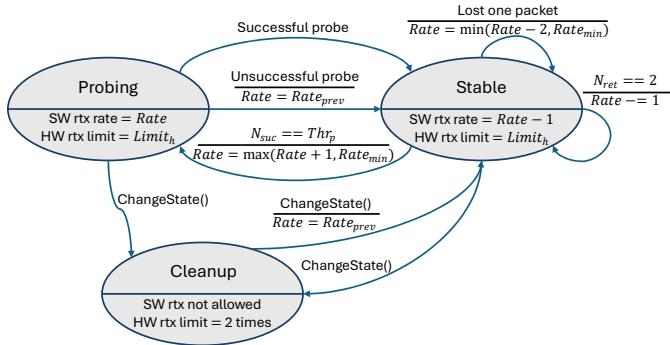 Lost one packet
Rate = min(Rate − 2, Rate_min)
Successful probe
Probing
SW rtx rate = Rate
HW rtx limit = Limit_h
Unsuccessful probe
Rate = Rate_prev
Stable
SW rtx rate = Rate − 1
HW rtx limit = Limit_h
N_ret == 2
Rate −= 1
N_suc == Thr_p
Rate = max(Rate + 1, Rate_min)
ChangeState()
ChangeState()
Rate = Rate_prev
ChangeState()
Cleanup
SW rtx not allowed
HW rtx limit = 2 times